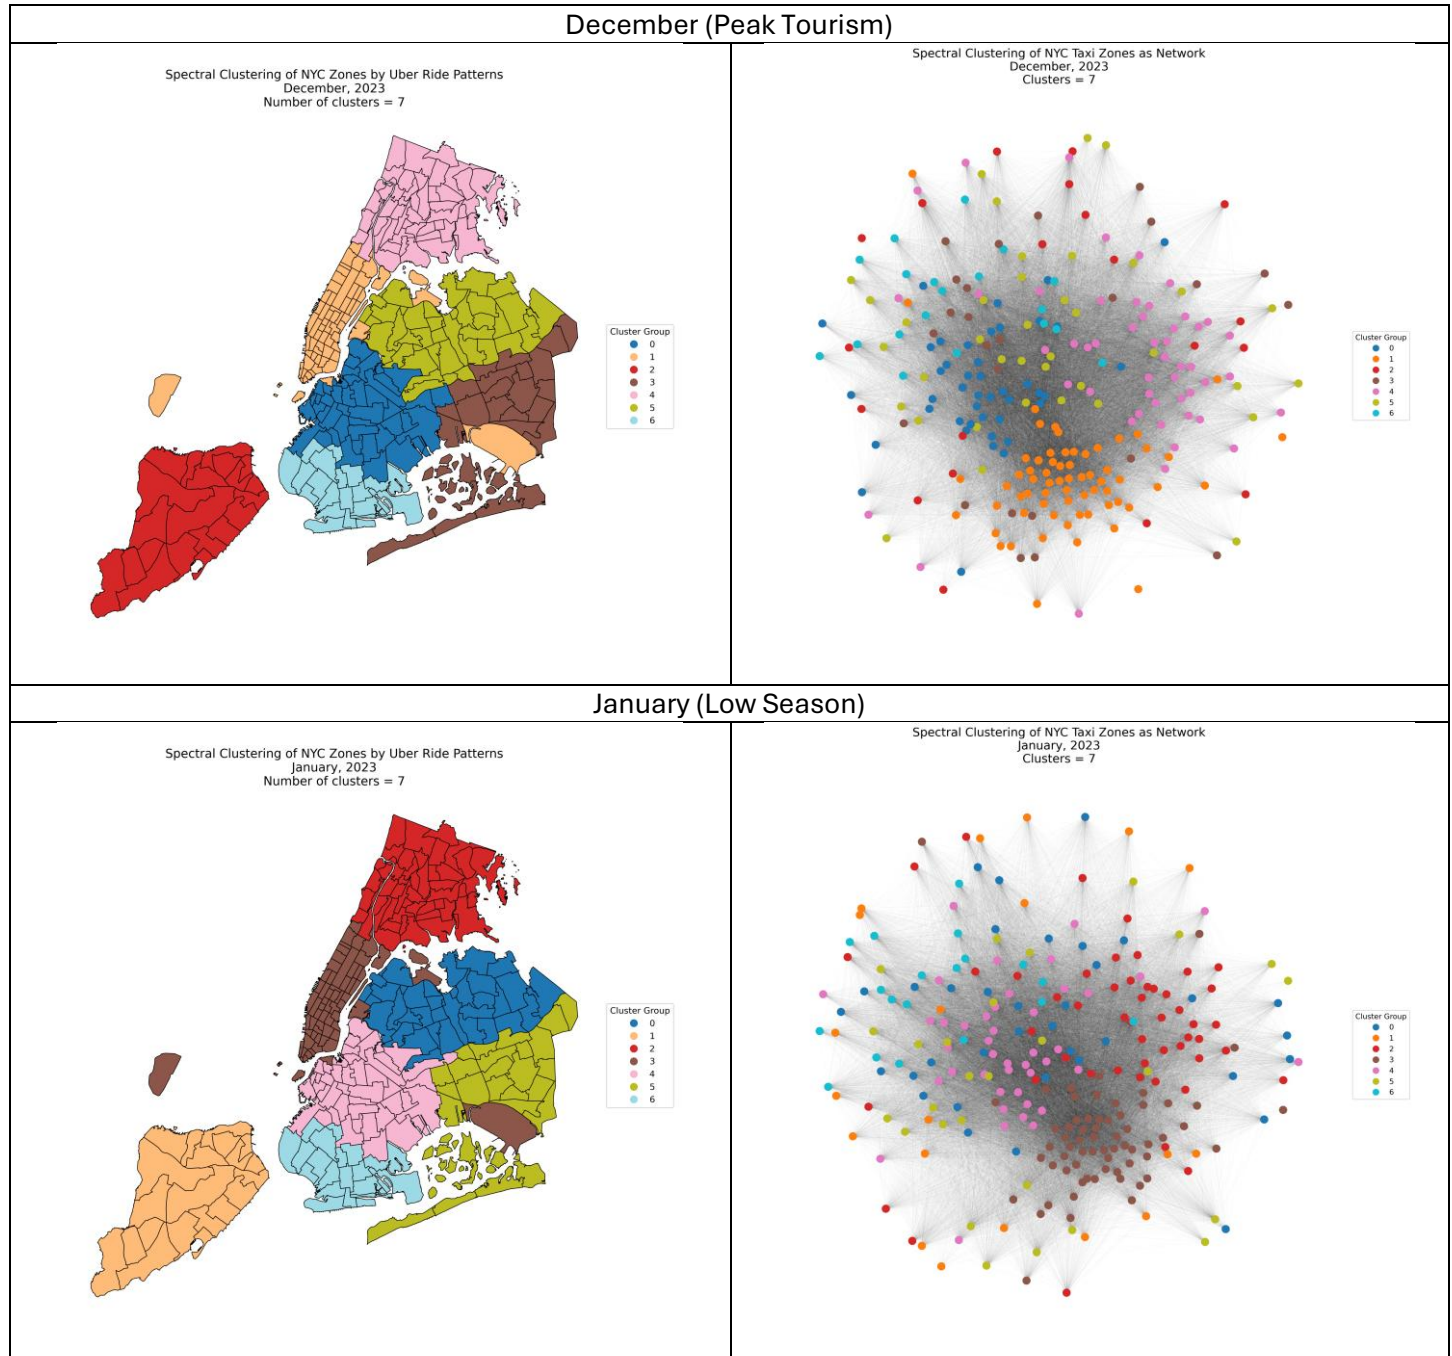 December (Peak Tourism)
Spectral Clustering of NYC Zones by Uber Ride Patterns
December, 2023
Number of clusters = 7
Cluster Group
0
1
2
3
4
5
6
Spectral Clustering of NYC Taxi Zones as Network
December, 2023
Clusters = 7
Cluster Group
0
1
2
3
4
5
6
January (Low Season)
Spectral Clustering of NYC Zones by Uber Ride Patterns
January, 2023
Number of clusters = 7
Cluster Group
0
1
2
3
4
5
6
Spectral Clustering of NYC Taxi Zones as Network
January, 2023
Clusters = 7
Cluster Group
0
1
2
3
4
5
6